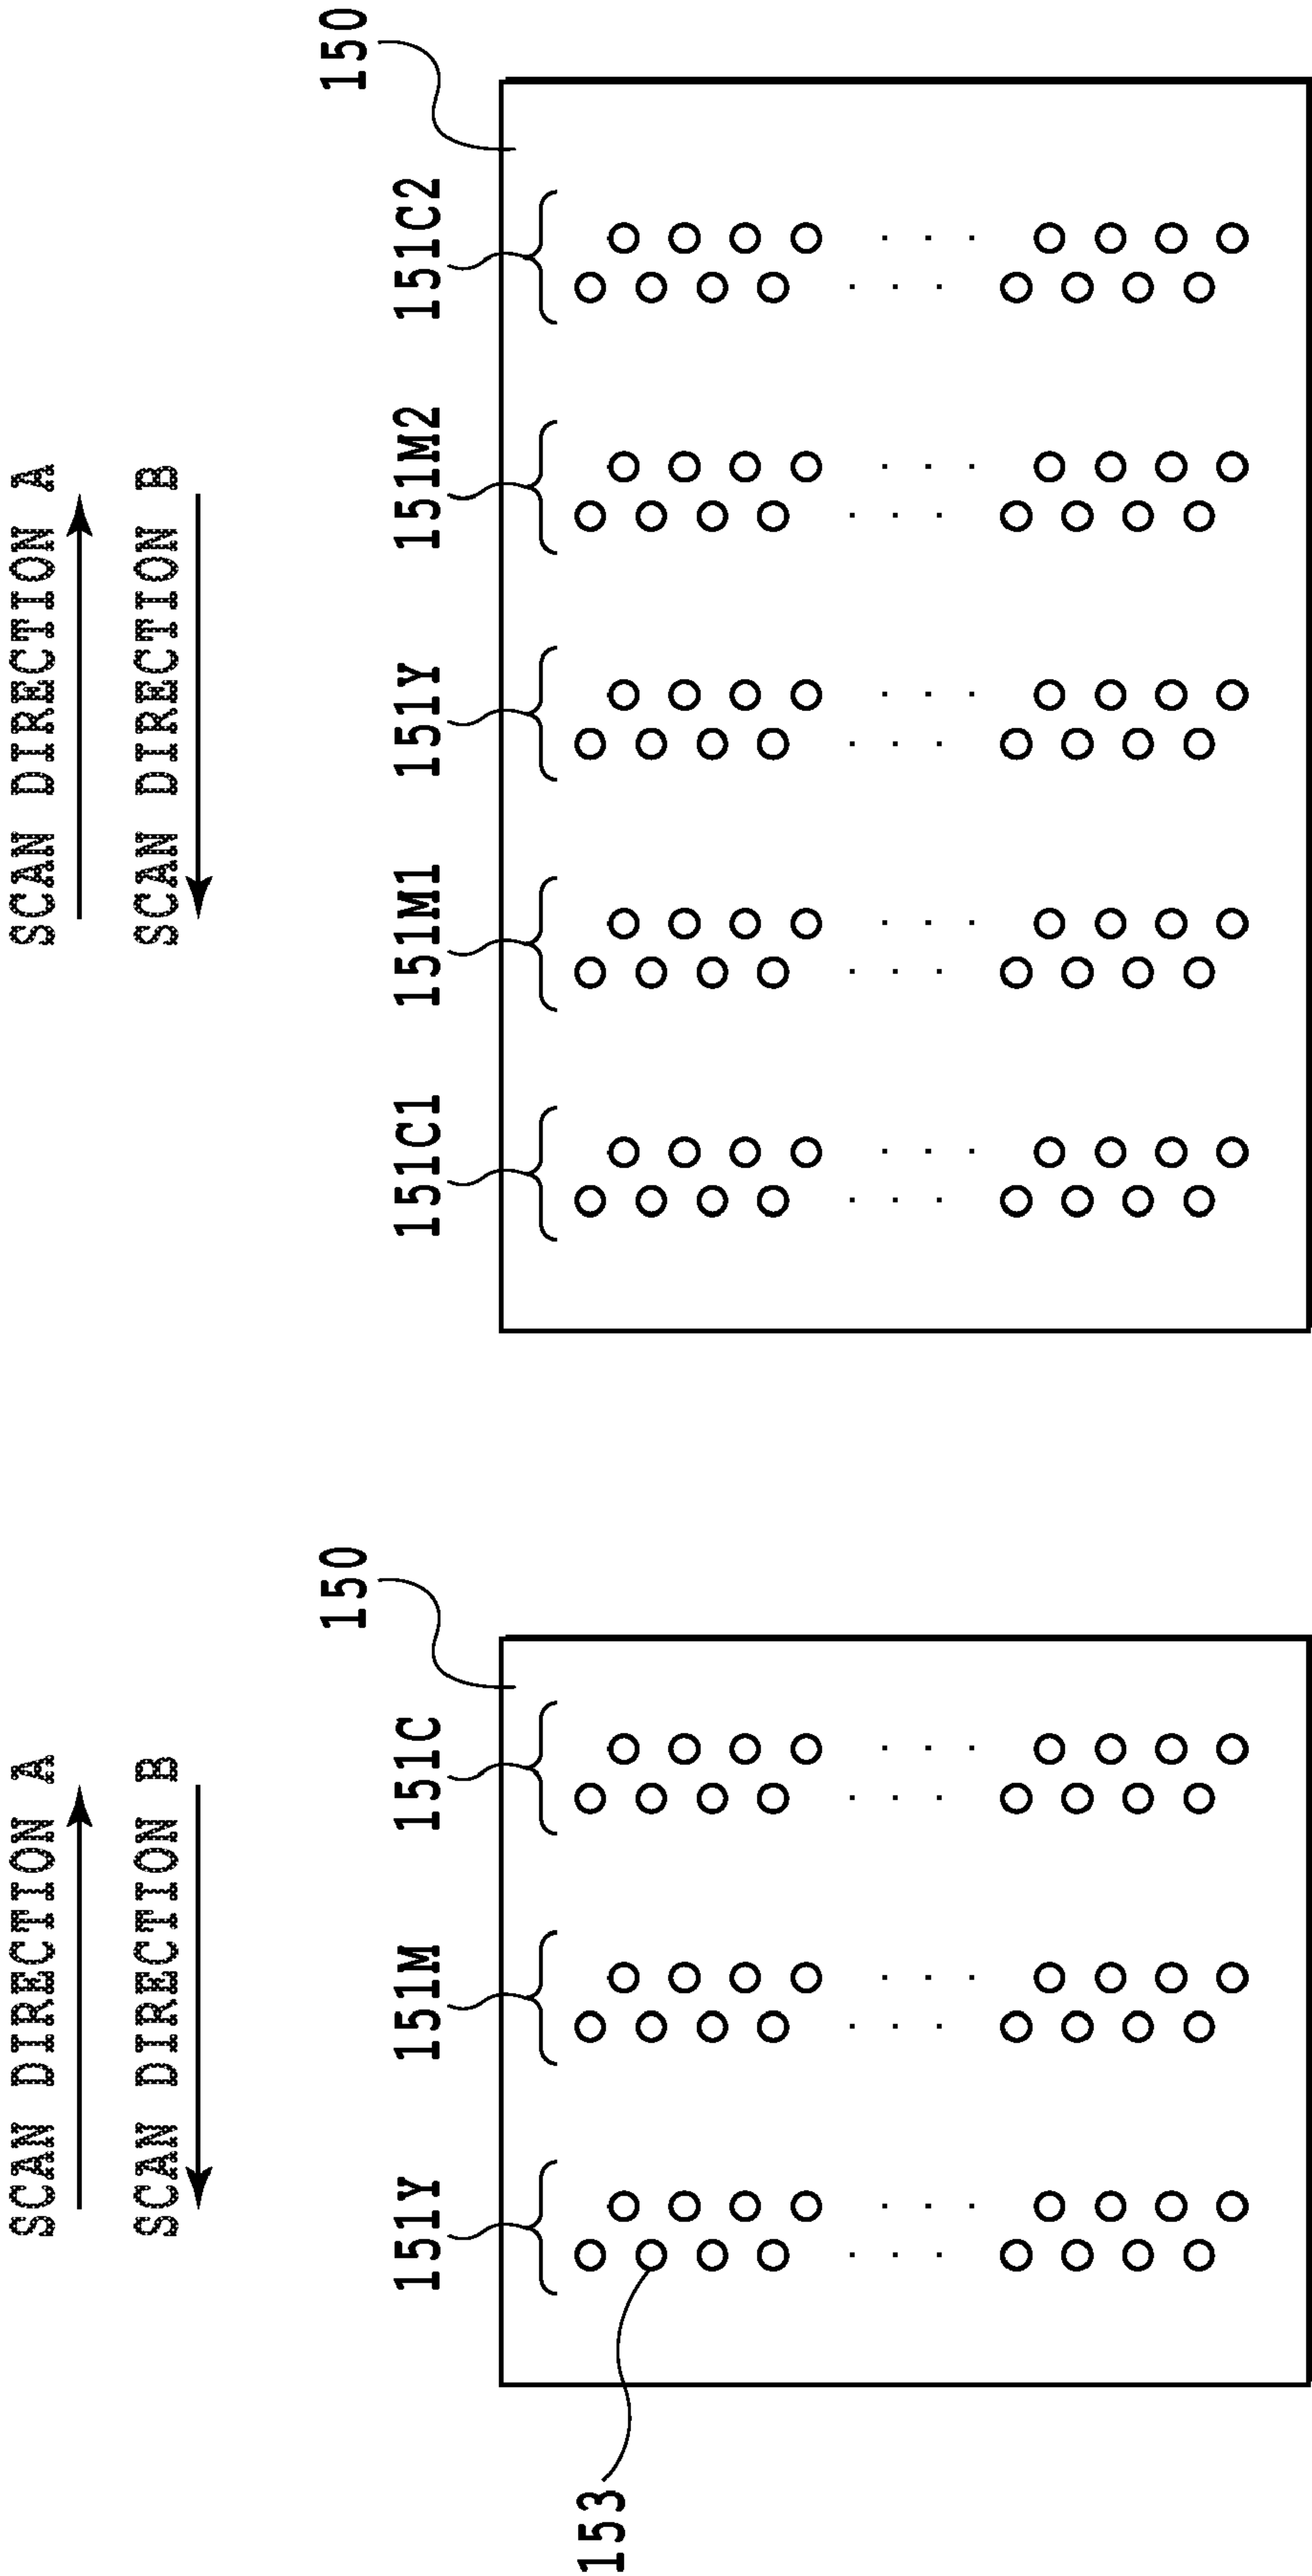 SCAN DIRECTION A
SCAN DIRECTION B
150
151Y
151M
151C
153
SCAN DIRECTION A
SCAN DIRECTION B
150
151C1
151M1
151Y
151M2
151C2